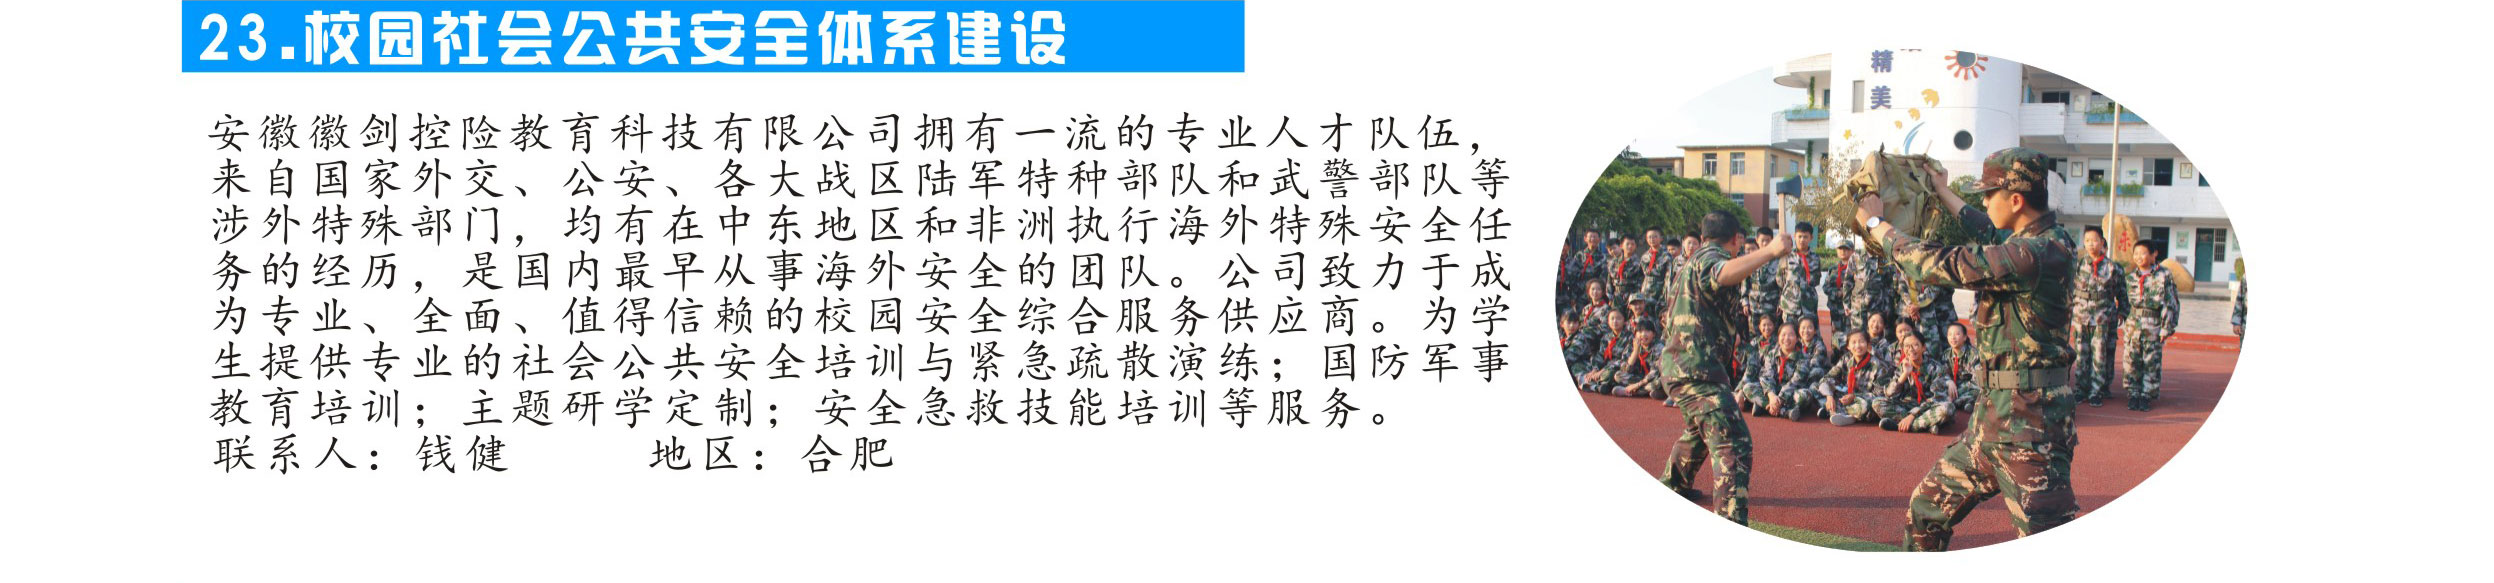 23.校园社会公共安全体系建设
安徽徽剑控险教育科技有限公司拥有一流的专业人才队伍，
来自国家外交、公安、各大战区陆军特种部队和武警部队等
涉外特殊部门，均有在中东地区和非洲执行海外特殊安全任
务的经历，是国内最早从事海外安全的团队。公司致力于成
为专业、全面、值得信赖的校园安全综合服务供应商。为学
生提供专业的社会公共安全培训与紧急疏散演练；国防军事
教育培训；主题研学定制；安全急救技能培训等服务。
联系人：钱健 地区：合肥
精
美
乐